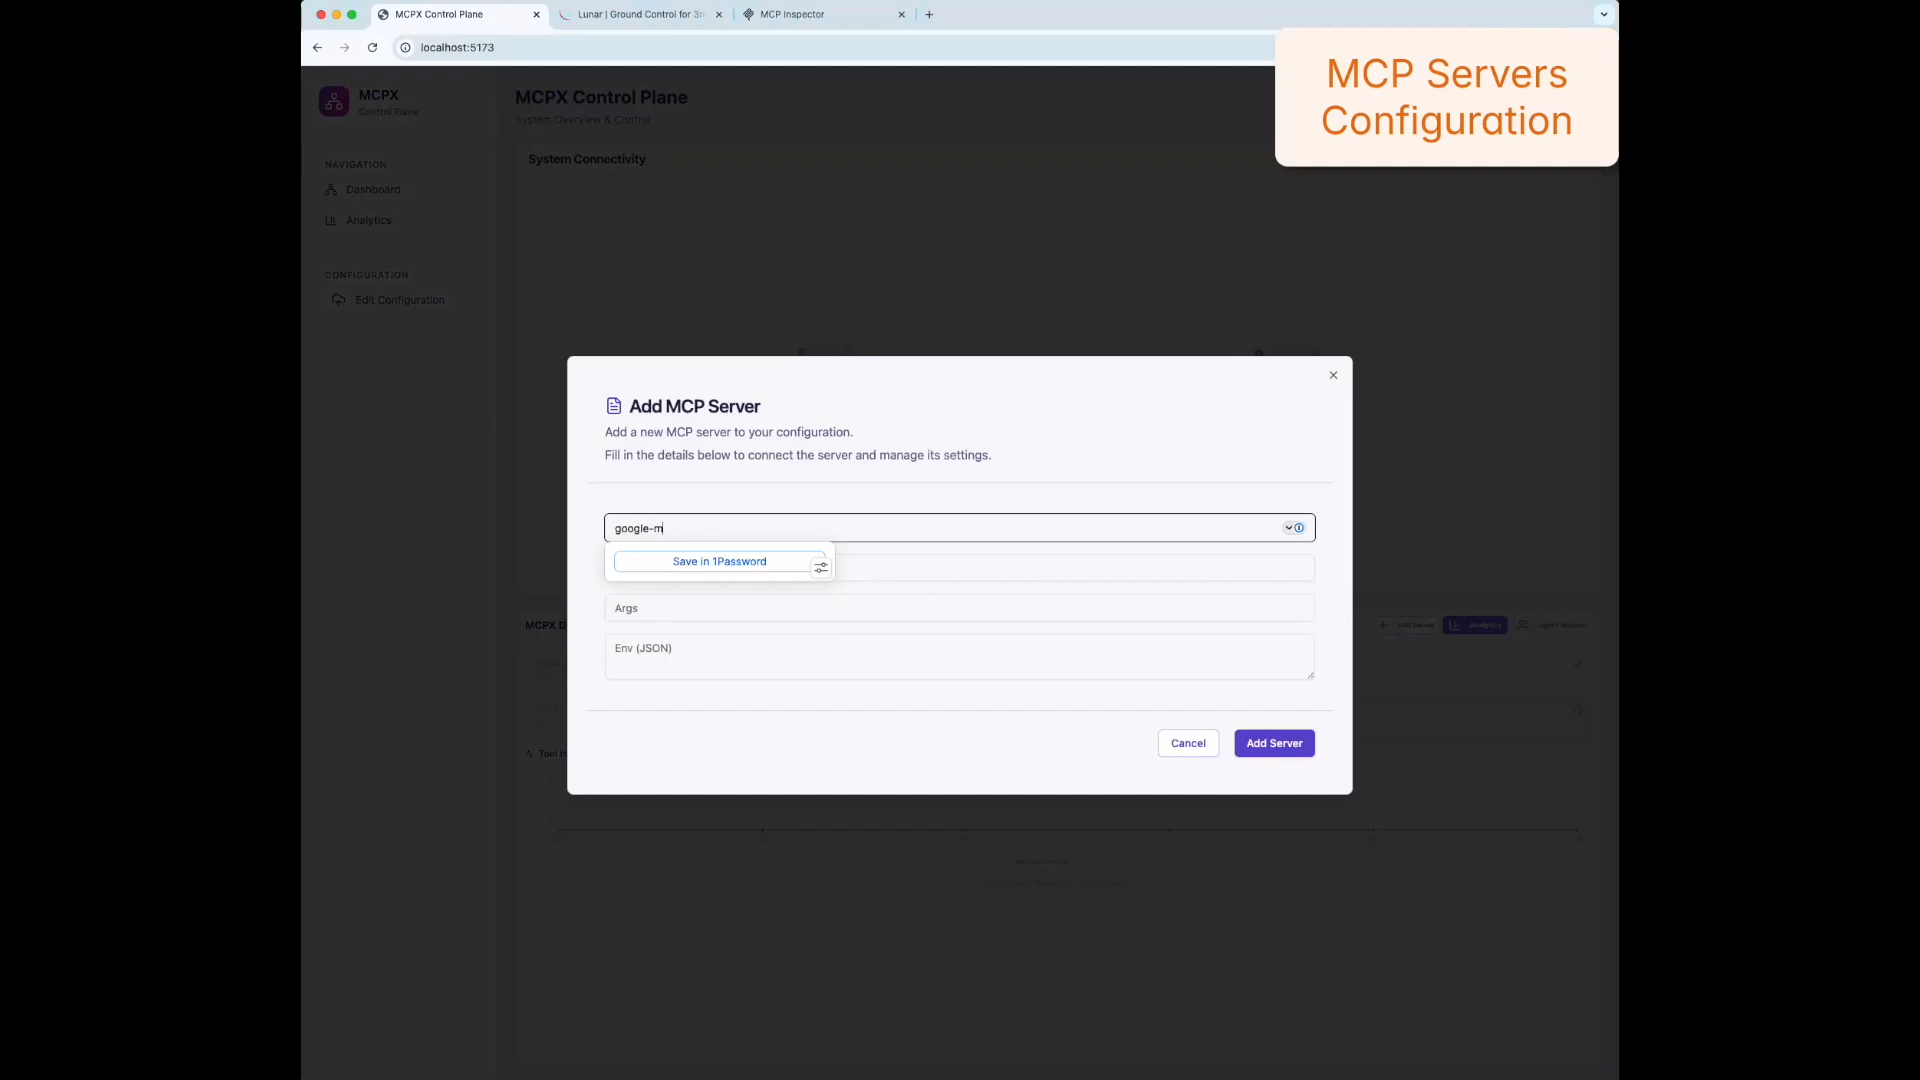 MCPX Control Plane
Lunar | Ground Control for 3r
MCP Inspector
localhost:5173
MCP Servers
Configuration
MCPX
Control Plane
MCPX Control Plane
System Overview & Control
NAVIGATION
System Connectivity
Dashboard
Analytics
CONFIGURATION
Edit Configuration
Add MCP Server
Add a new MCP server to your configuration.
Fill in the details below to connect the server and manage its settings.
google-m
Save in 1Password
Args
MCPX D
Add Server
Analytics
Env (JSON)
Cancel
Add Server
Tool